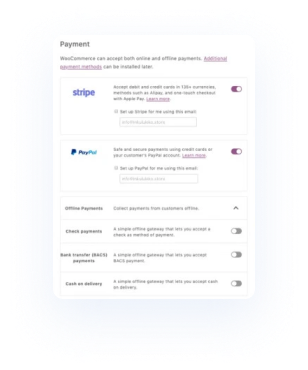 Payment
WooCommerce can accept both online and offline payments. Additional
payment methods can be installed later.
stripe
Accept debit and credit cards in 135+ currencies,
methods such as Alipay, and one-touch checkout
with Apple Pay. Learn more.
Set up Stripe for me using this email:
PayPal
Safe and secure payments using credit cards or
your customer's PayPal account. Learn more.
Set up PayPal for me using this email:
Offline Payments
Collect payments from customers offline.
Check payments
A simple offline gateway that lets you accept a
check as method of payment.
Bank transfer (BACS)
payments
A simple offline gateway that lets you accept
BACS payment.
Cash on delivery
A simple offline gateway that lets you accept cash
on delivery.